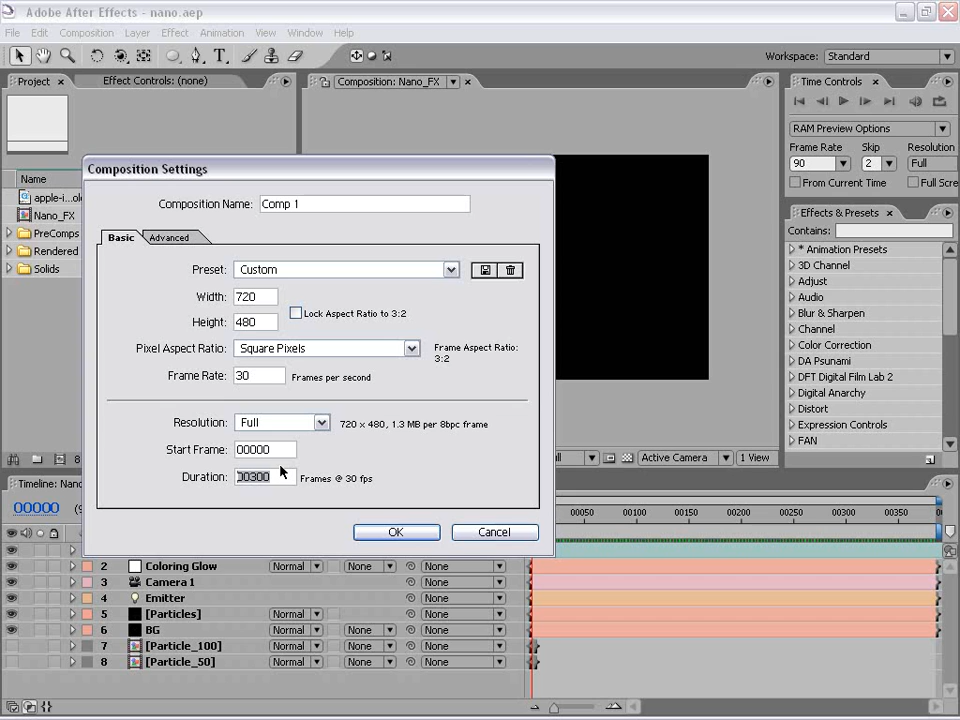 Adobe After Effects - nano.aep
File Edit Composition Layer Effect Animation View Window Help
Workspace: Standard
Project × Effect Controls: (none)
Composition: Nano_FX ×
Time Controls ×
RAM Preview Options
Frame Rate Skip Resolution
90 2 Full
From Current Time Full Scre
Name
apple-i...ol
Nano_FX
PreComps
Rendered
Solids
Composition Settings
Composition Name: Comp 1
Basic Advanced
Preset: Custom
Width: 720
Height: 480
Lock Aspect Ratio to 3:2
Pixel Aspect Ratio: Square Pixels
Frame Aspect Ratio:
3:2
Frame Rate: 30 Frames per second
Resolution: Full 720 x 480, 1.3 MB per 8bpc frame
Start Frame: 00000
Duration: 00300 Frames @ 30 fps
OK Cancel
Effects & Presets ×
Contains:
* Animation Presets
3D Channel
Adjust
Audio
Blur & Sharpen
Channel
Color Correction
DA Psunami
DFT Digital Film Lab 2
Digital Anarchy
Distort
Expression Controls
FAN
8
Active Camera 1 View
Timeline: Nano
00000
00050 00100 00150 00200 00250 00300 00350
2 Coloring Glow Normal None None
3 Camera 1 None
4 Emitter None
5 [Particles] Normal None
6 BG Normal None None
7 [Particle_100] Normal None None
8 [Particle_50] Normal None None